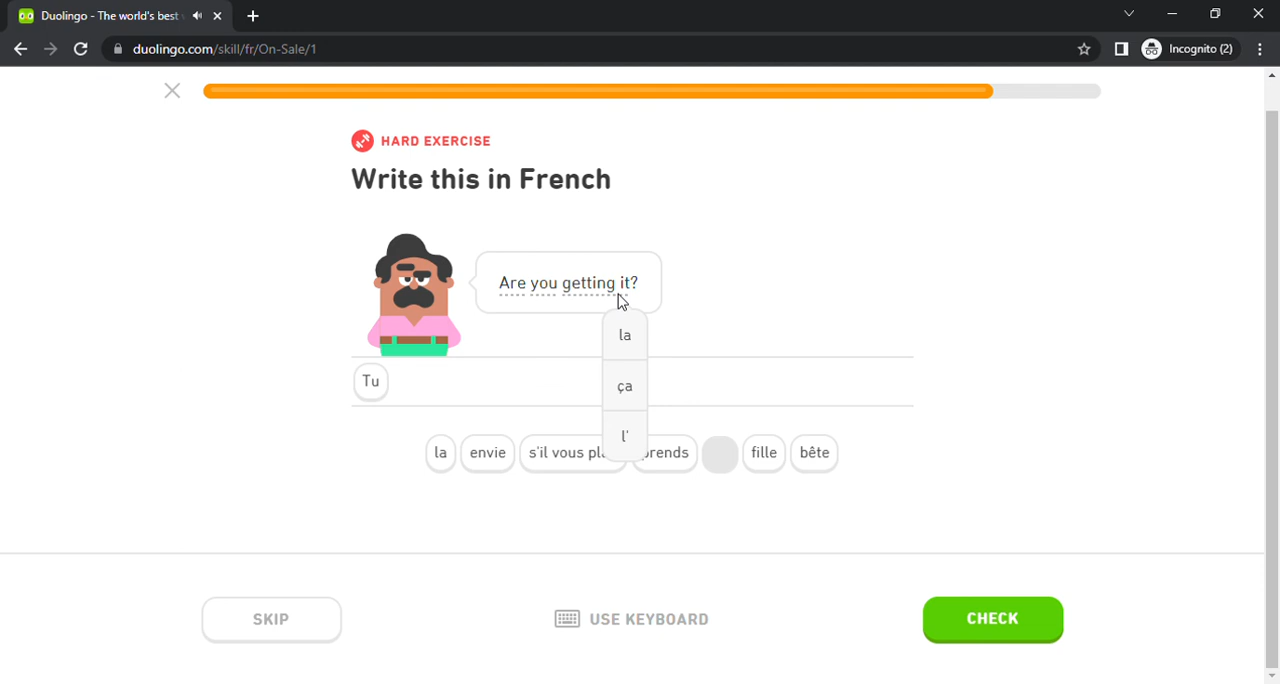 Duolingo - The world's best
duolingo.com/skill/fr/On-Sale/1
Incognito (2)
HARD EXERCISE
Write this in French
Are you getting it?
la
ça
l'
Tu
la envie s'il vous pl prends fille bête
SKIP USE KEYBOARD CHECK